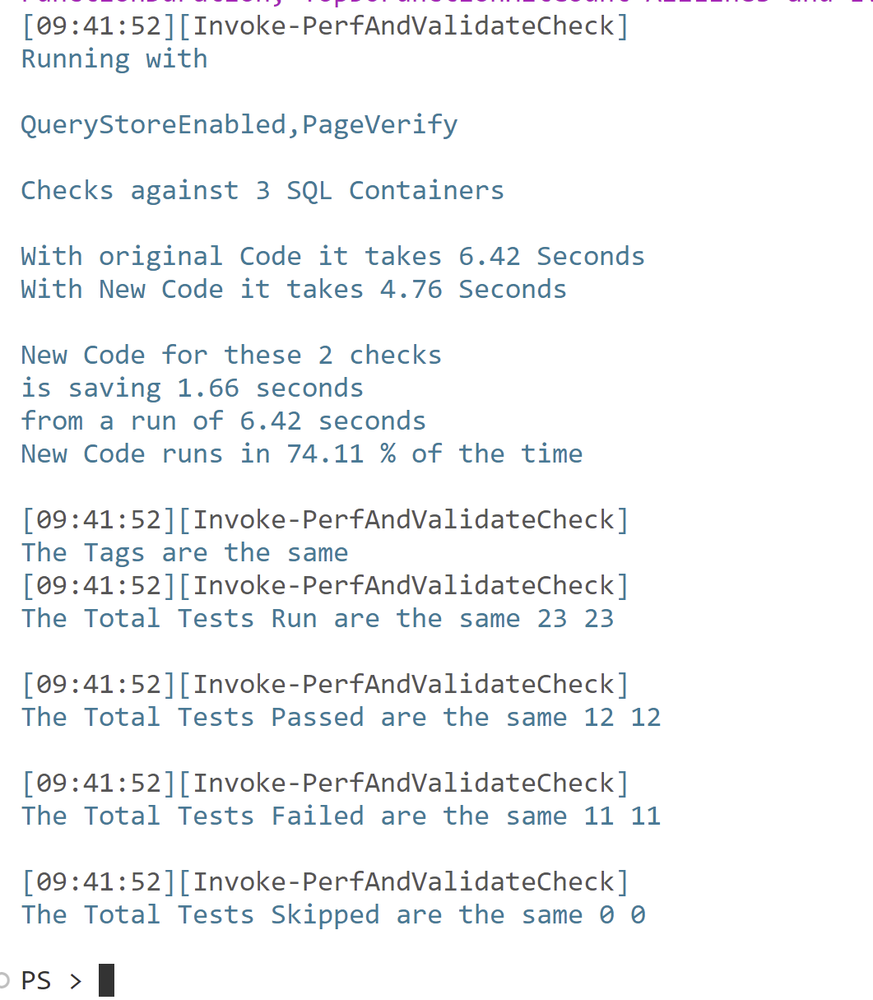 [09:41:52][Invoke-PerfAndValidateCheck]
Running with
QueryStoreEnabled,PageVerify
Checks against 3 SQL Containers
With original Code it takes 6.42 Seconds
With New Code it takes 4.76 Seconds
New Code for these 2 checks
is saving 1.66 seconds
from a run of 6.42 seconds
New Code runs in 74.11 % of the time
[09:41:52][Invoke-PerfAndValidateCheck]
The Tags are the same
[09:41:52][Invoke-PerfAndValidateCheck]
The Total Tests Run are the same 23 23
[09:41:52][Invoke-PerfAndValidateCheck]
The Total Tests Passed are the same 12 12
[09:41:52][Invoke-PerfAndValidateCheck]
The Total Tests Failed are the same 11 11
[09:41:52][Invoke-PerfAndValidateCheck]
The Total Tests Skipped are the same 0 0
PS >